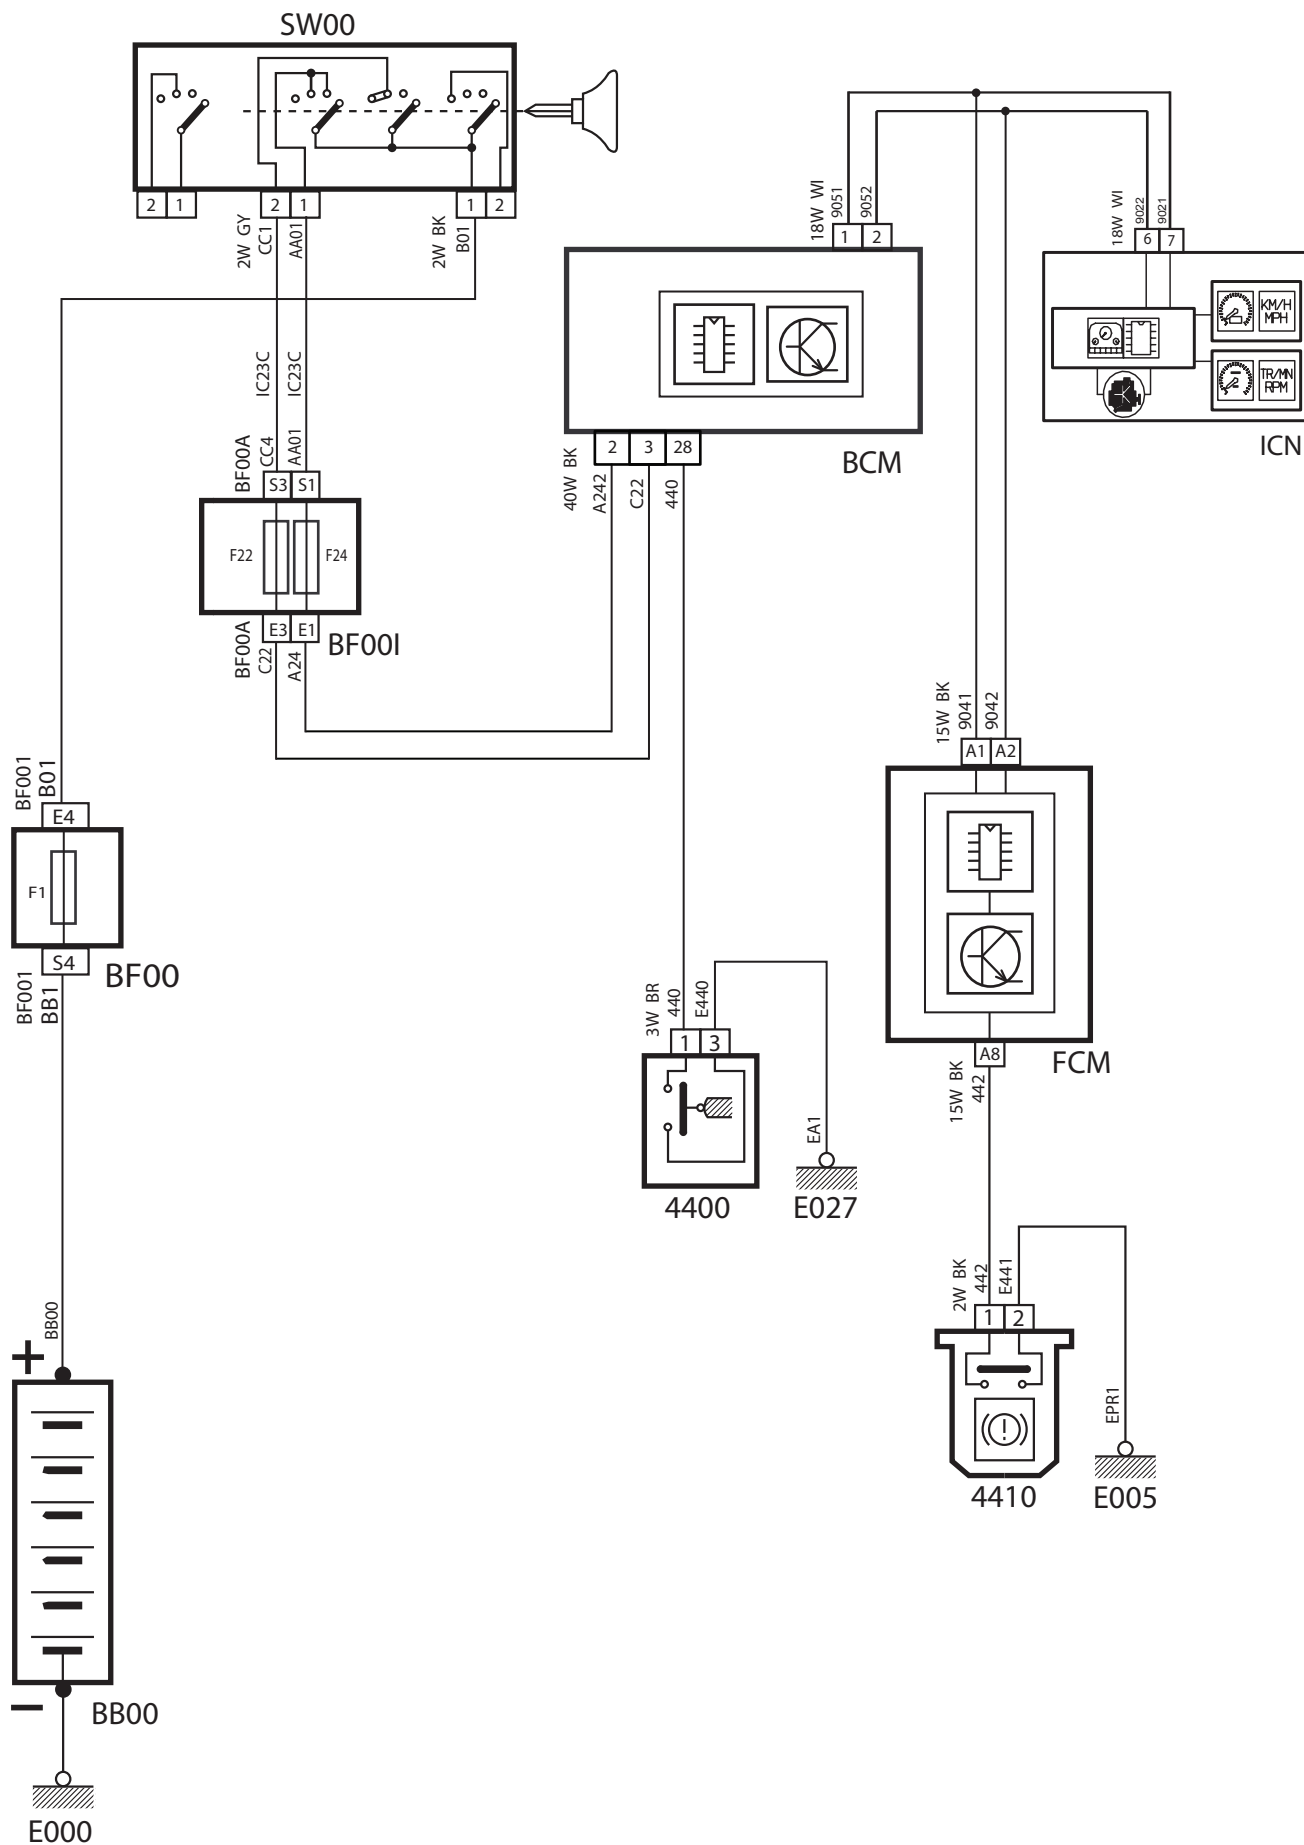 SW00
2 1
2 1
1 2
2W GY
CC1
AA01
2W BK
B01
18W WI
9051
9052
1 2
18W WI
9022
9021
6 7
KM/H
MPH
TR/MN
RPM
ICN
IC23C
IC23C
BF00A
CC4
AA01
S3 S1
F22
F24
BF00A
C22
E3 E1
A24
BF00I
2 3 28
BCM
40W BK
A242
C22
440
15W BK
9041
9042
A1 A2
BF001
B01
E4
F1
S4
BF00
BF001
BB1
3W BR
440
E440
1 3
4400
EA1
E027
A8
FCM
15W BK
442
2W BK
442
E441
1 2
!
4410
EPR1
E005
BB00
+
−
BB00
E000